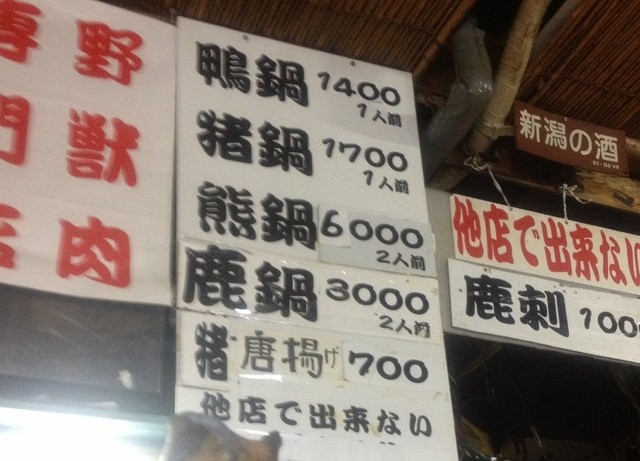 野獣肉
専門店
鴨鍋 1400
1人前
猪鍋 1700
1人前
熊鍋 6000
2人前
鹿鍋 3000
2人前
猪唐揚げ 700
他店で出来ない
新潟の酒
他店で出来ない
鹿刺 100